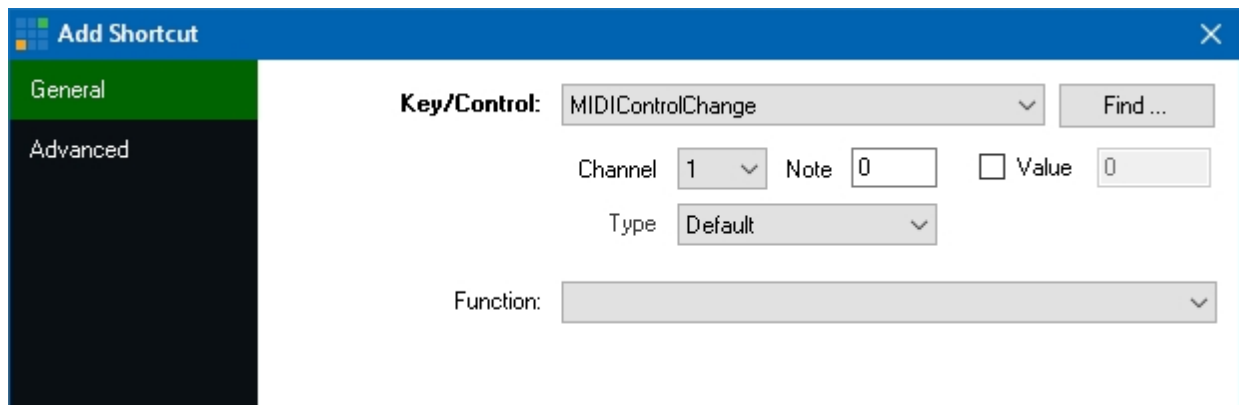 Add Shortcut
General
Advanced
Key/Control: MIDIControlChange Find ...
Channel 1 Note 0 Value 0
Type Default
Function: